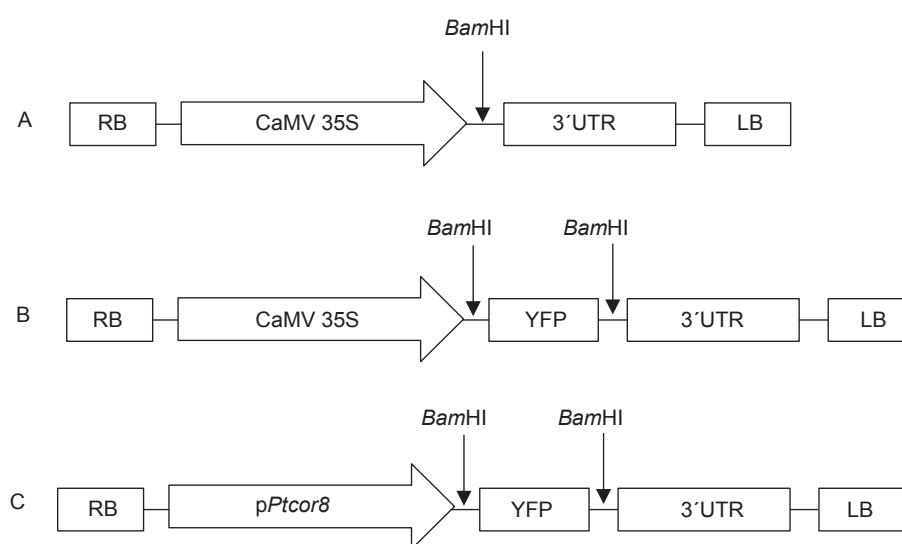 BamHI
A RB CaMV 35S 3´UTR LB
BamHI BamHI
B RB CaMV 35S YFP 3´UTR LB
BamHI BamHI
C RB pPtcor8 YFP 3´UTR LB